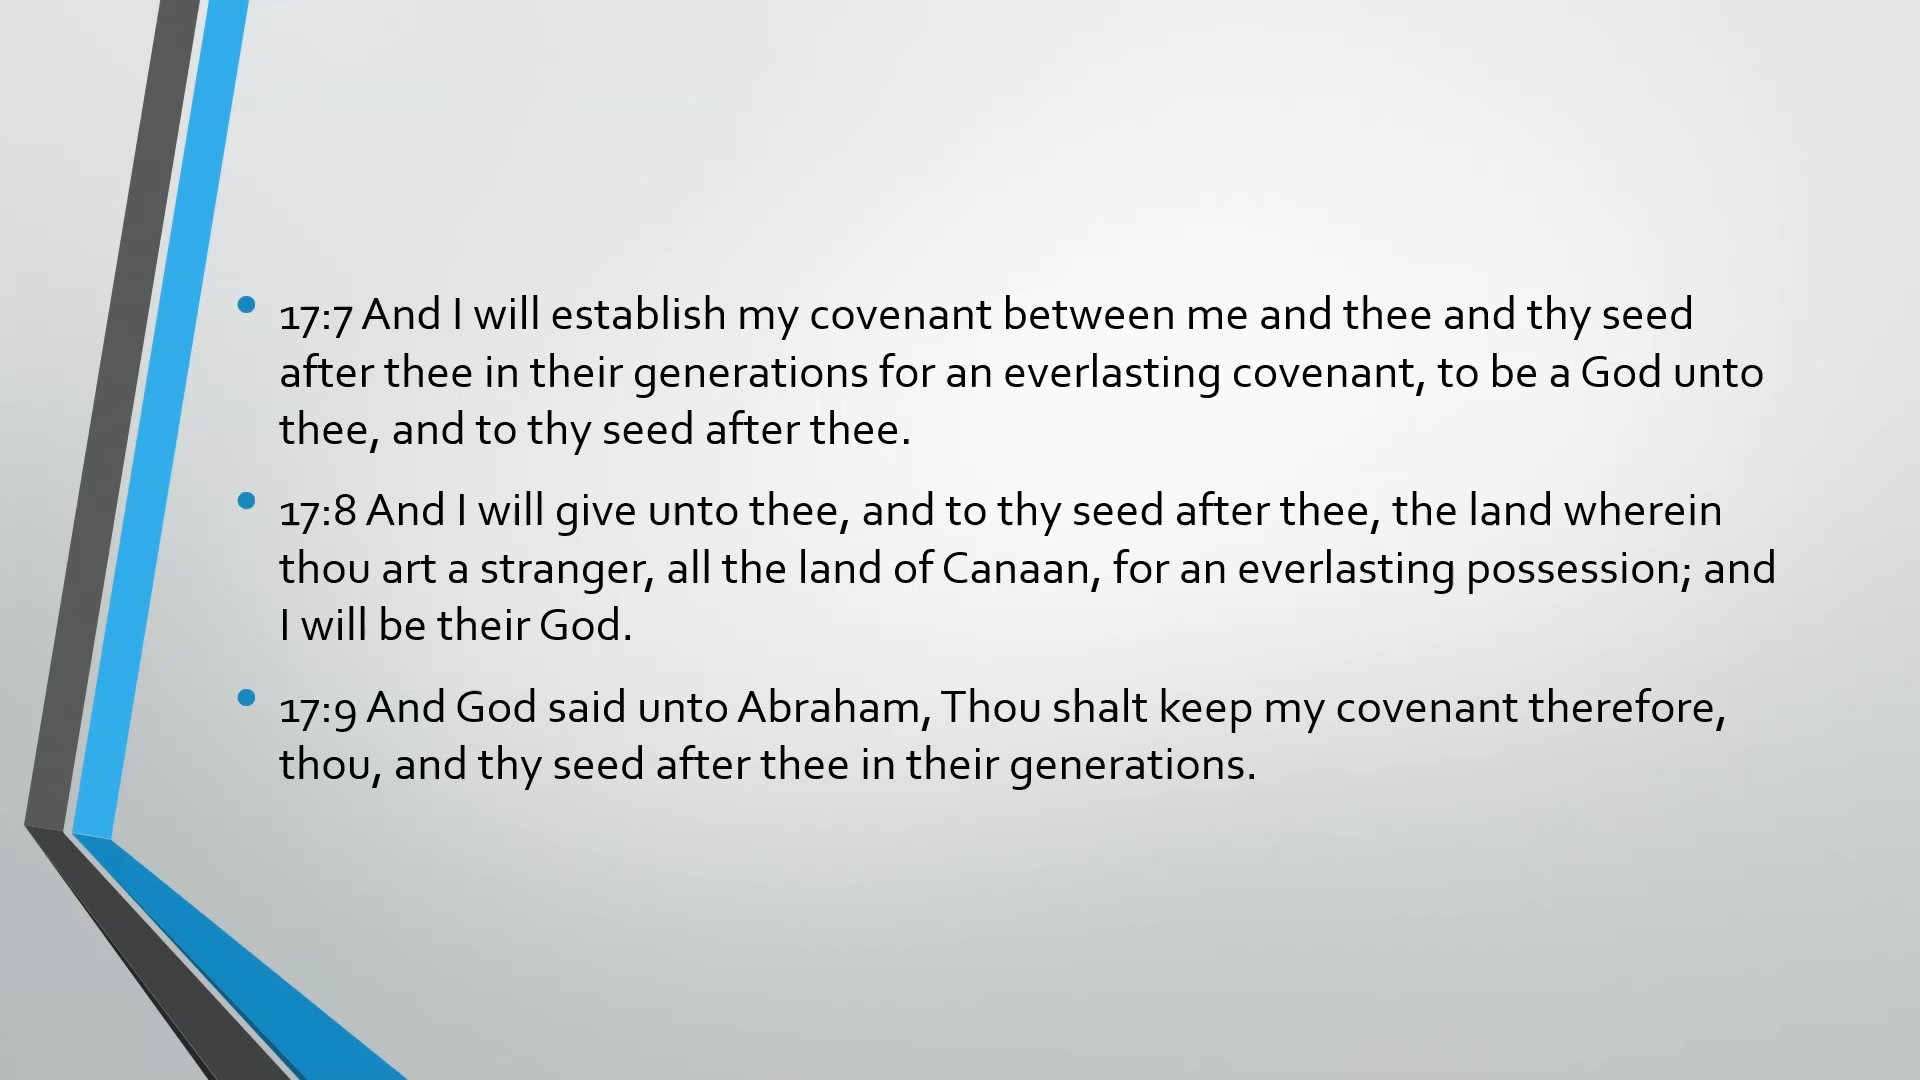 • 17:7 And I will establish my covenant between me and thee and thy seed
after thee in their generations for an everlasting covenant, to be a God unto
thee, and to thy seed after thee.
• 17:8 And I will give unto thee, and to thy seed after thee, the land wherein
thou art a stranger, all the land of Canaan, for an everlasting possession; and
I will be their God.
• 17:9 And God said unto Abraham, Thou shalt keep my covenant therefore,
thou, and thy seed after thee in their generations.